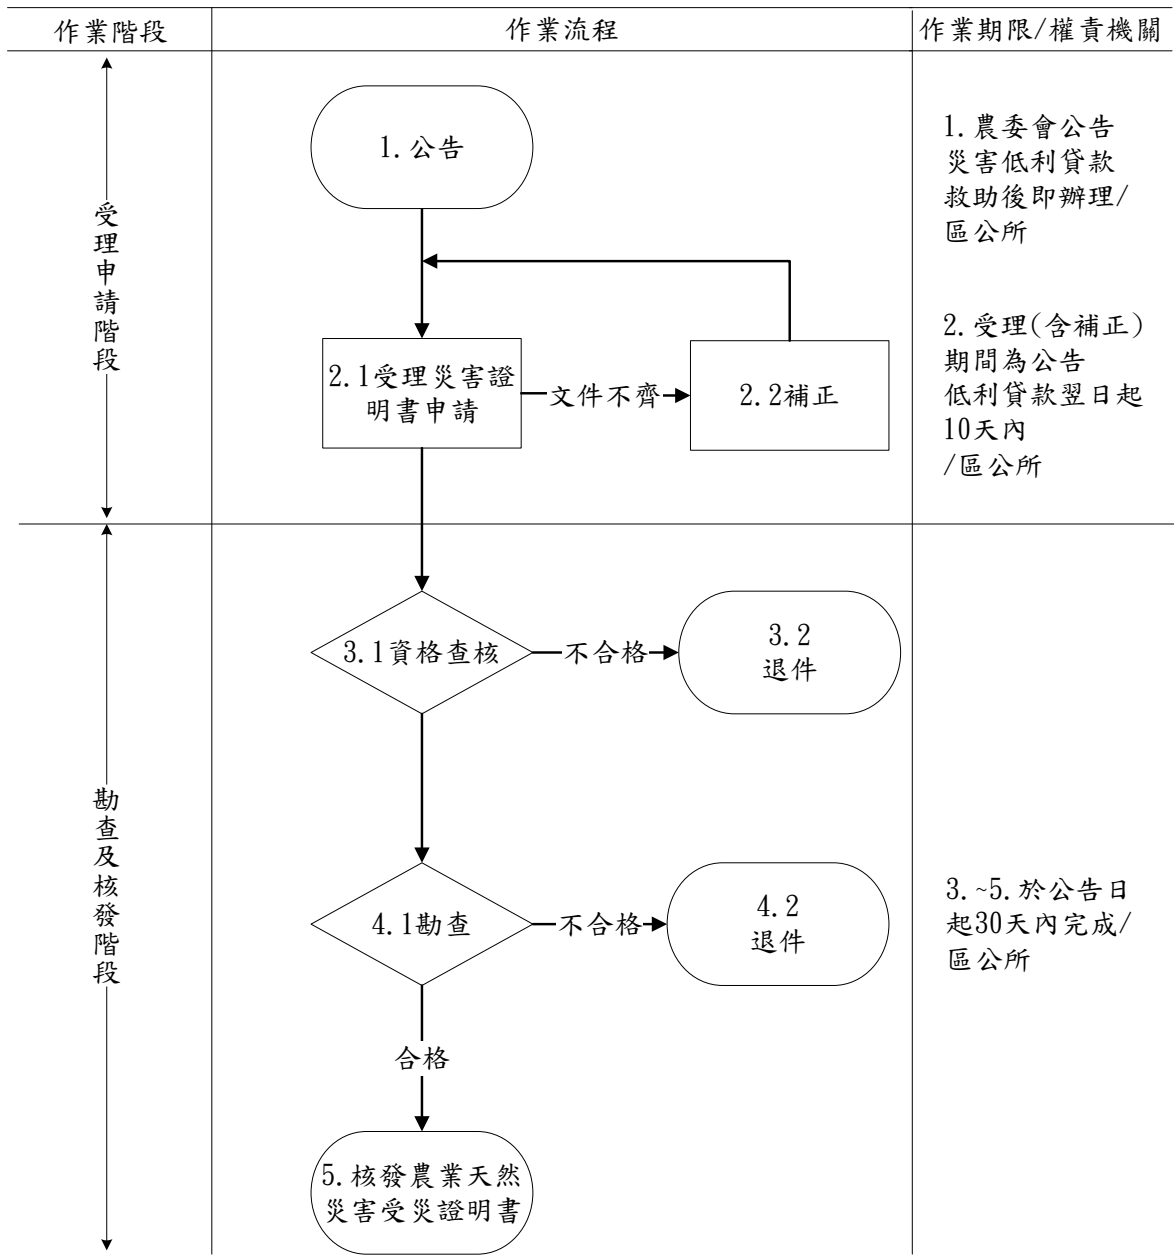 作業階段
作業流程
作業期限/權責機關
受理申請階段
1.公告
1.農委會公告
災害低利貸款
救助後即辦理/
區公所
2.1受理災害證
明書申請
文件不齊
2.2補正
2.受理(含補正)
期間為公告
低利貸款翌日起
10天內
/區公所
勘查及核發階段
3.1資格查核
不合格
3.2
退件
4.1勘查
不合格
4.2
退件
合格
5.核發農業天然
災害受災證明書
3.~5.於公告日
起30天內完成/
區公所